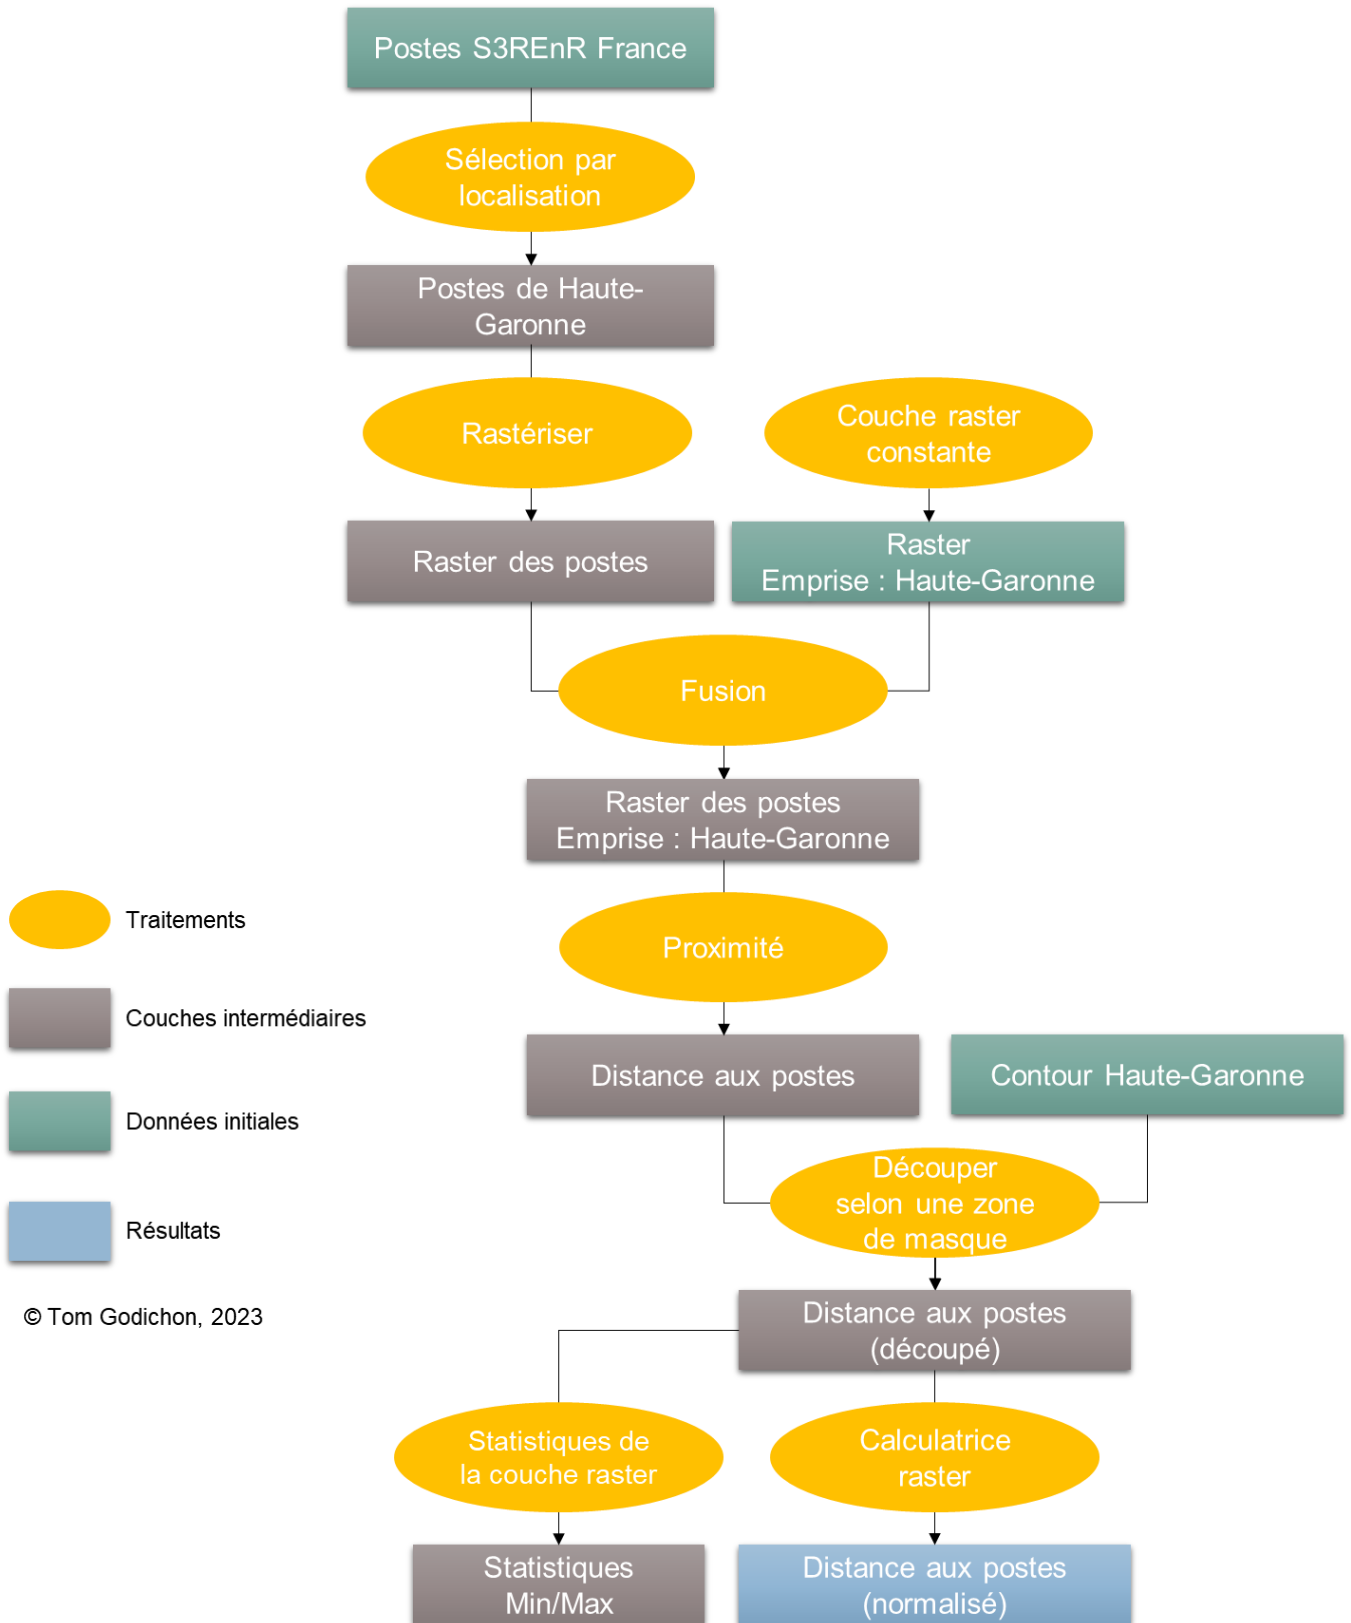 Postes S3REnR France
Sélection par
localisation
Postes de Haute-
Garonne
Rastériser
Couche raster
constante
Raster des postes
Raster
Emprise : Haute-Garonne
Fusion
Raster des postes
Emprise : Haute-Garonne
Traitements
Proximité
Couches intermédiaires
Distance aux postes
Contour Haute-Garonne
Données initiales
Découper
selon une zone
de masque
Résultats
© Tom Godichon, 2023
Distance aux postes
(découpé)
Statistiques de
la couche raster
Calculatrice
raster
Statistiques
Min/Max
Distance aux postes
(normalisé)